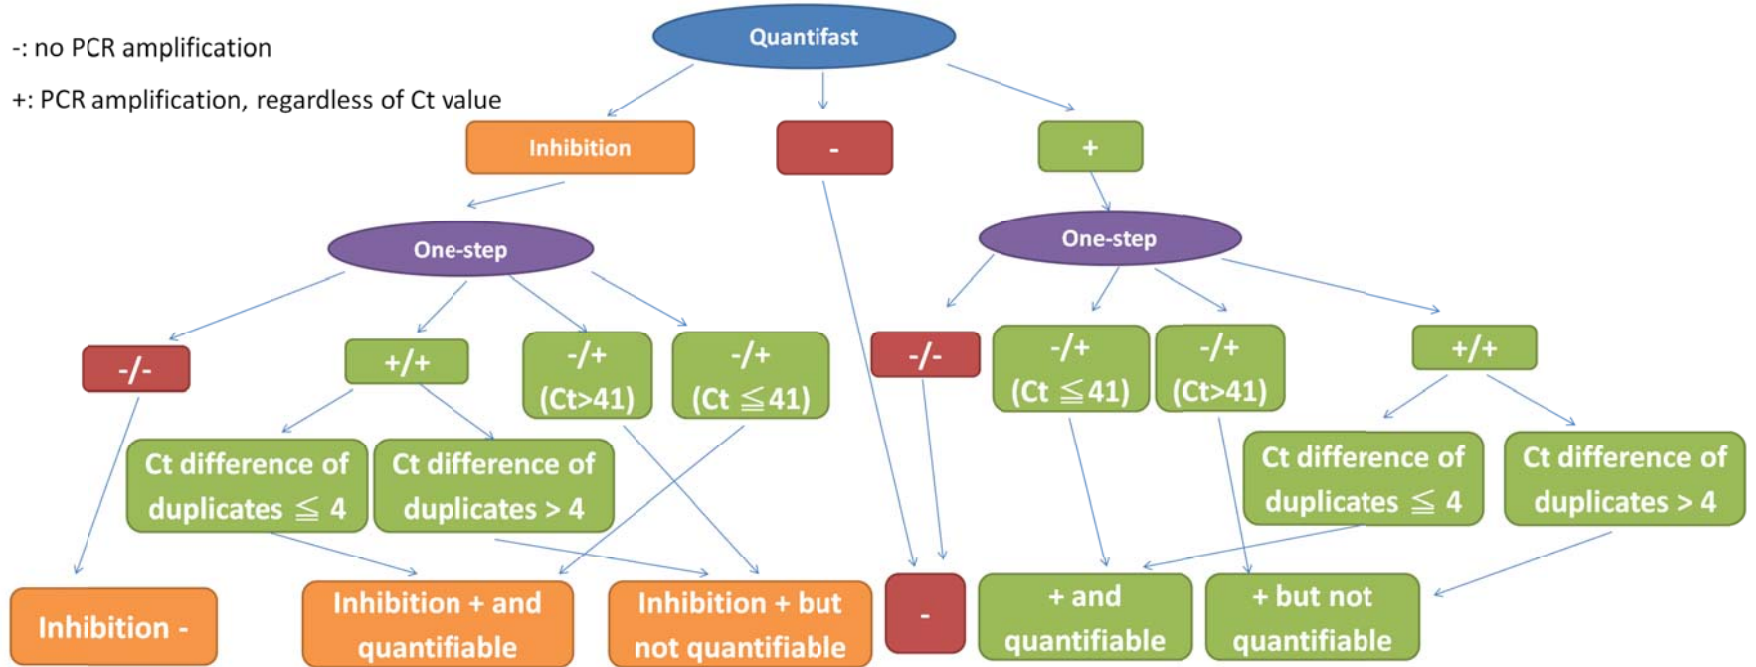 Quantifast
-: no PCR amplification
+: PCR amplification, regardless of Ct value
Inhibition
-
+
One-step
One-step
-/-
+/+
-/+
(Ct>41)
-/+
(Ct ≦41)
-/-
-/+
(Ct ≦41)
-/+
(Ct>41)
+/+
Ct difference of
duplicates ≦ 4
Ct difference of
duplicates > 4
Ct difference of
duplicates ≦ 4
Ct difference of
duplicates > 4
Inhibition -
Inhibition + and
quantifiable
Inhibition + but
not quantifiable
-
+ and
quantifiable
+ but not
quantifiable